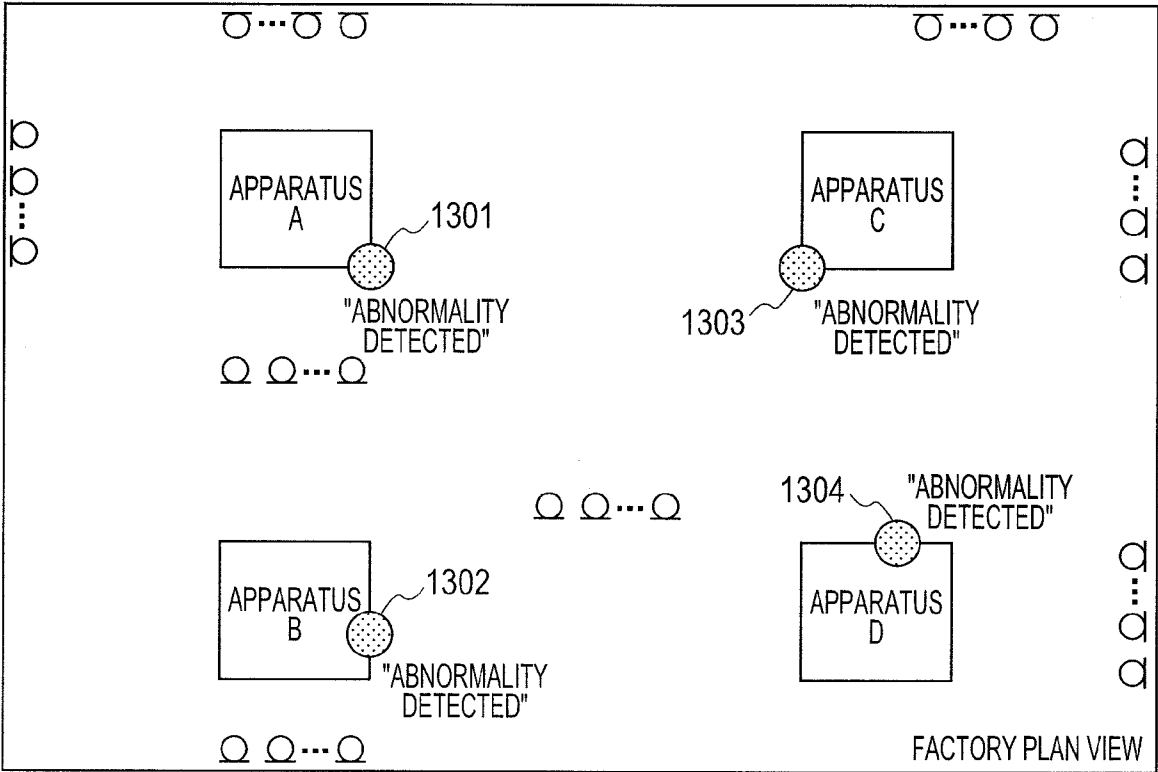 APPARATUS
A
1301
"ABNORMALITY
DETECTED"
APPARATUS
C
1303
"ABNORMALITY
DETECTED"
APPARATUS
B
1302
"ABNORMALITY
DETECTED"
1304
"ABNORMALITY
DETECTED"
APPARATUS
D
FACTORY PLAN VIEW